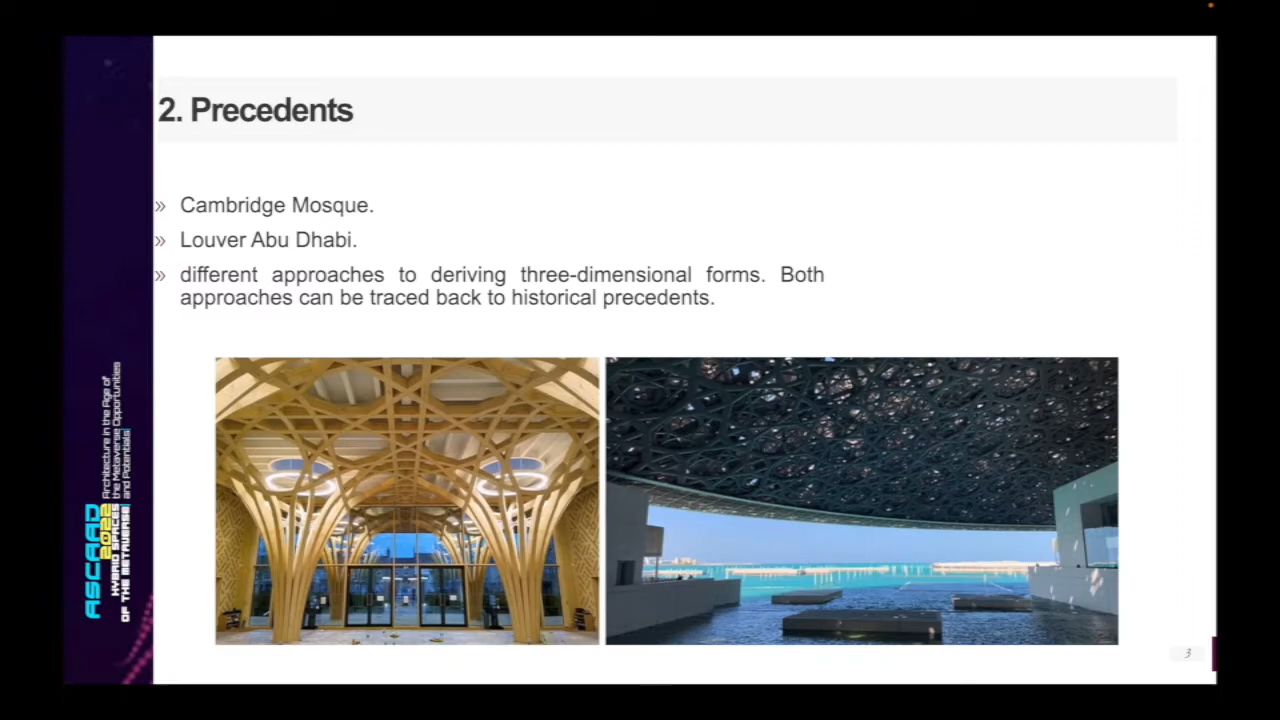 2. Precedents
» Cambridge Mosque.
» Louver Abu Dhabi.
» different approaches to deriving three-dimensional forms. Both
approaches can be traced back to historical precedents.
ASCAAD
2022
HYBRID SPACES
OF THE METAVERSE
Architecture in the Age of
the Metaverse Opportunities
and Potentials
3